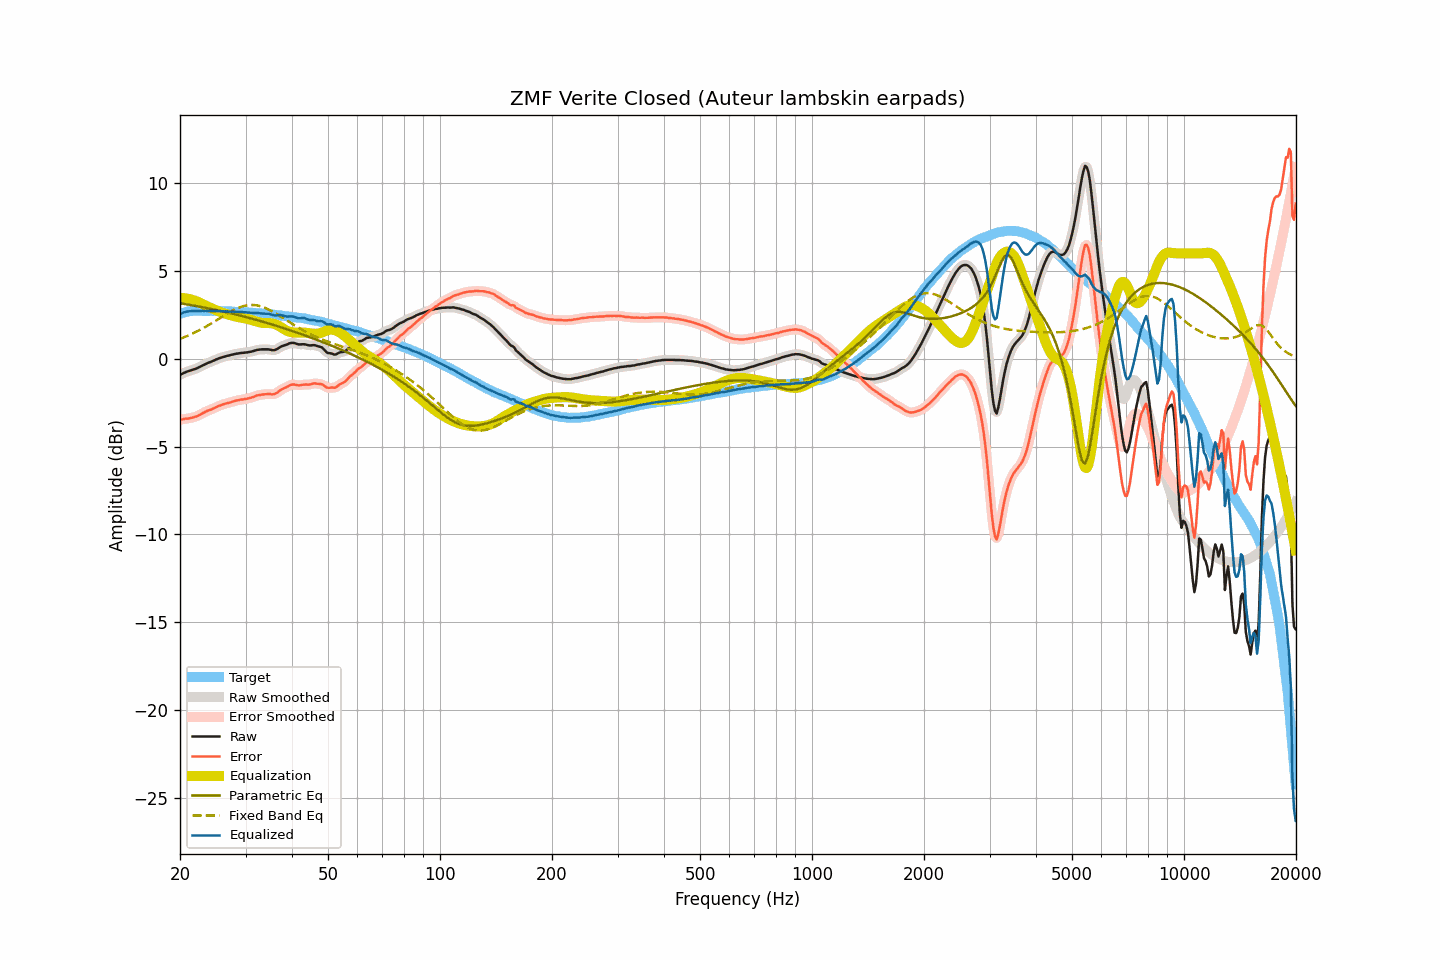 ZMF Verite Closed (Auteur lambskin earpads)
Amplitude (dBr)
10
5
0
−5
−10
−15
−20
−25
Target
Raw Smoothed
Error Smoothed
Raw
Error
Equalization
Parametric Eq
Fixed Band Eq
Equalized
20 50 100 200 500 1000 2000 5000 10000 20000
Frequency (Hz)